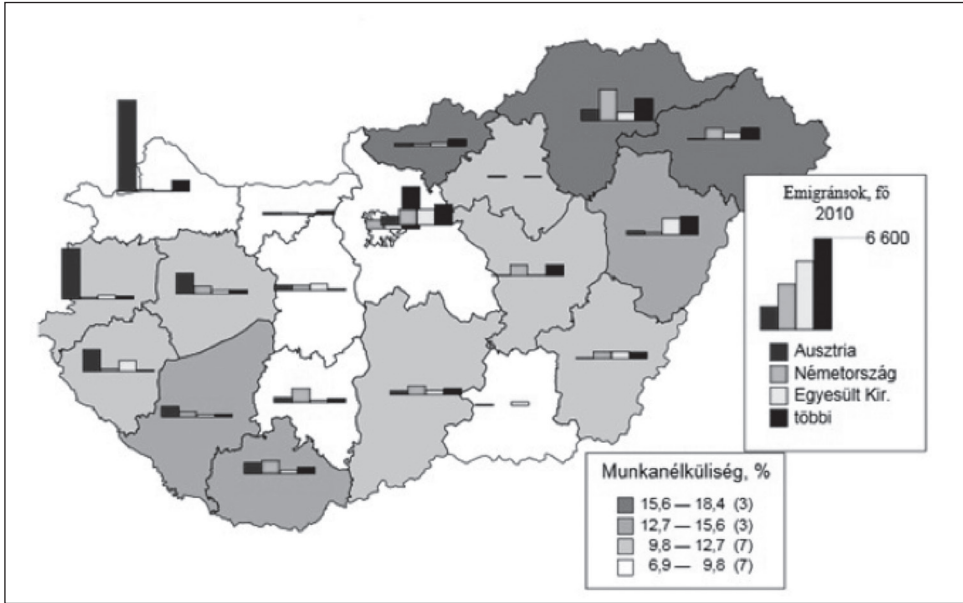 Emigránsok, fő
2010
6 600
Ausztria
Németország
Egyesült Kir.
többi
Munkanélküliség, %
15,6 — 18,4 (3)
12,7 — 15,6 (3)
9,8 — 12,7 (7)
6,9 — 9,8 (7)